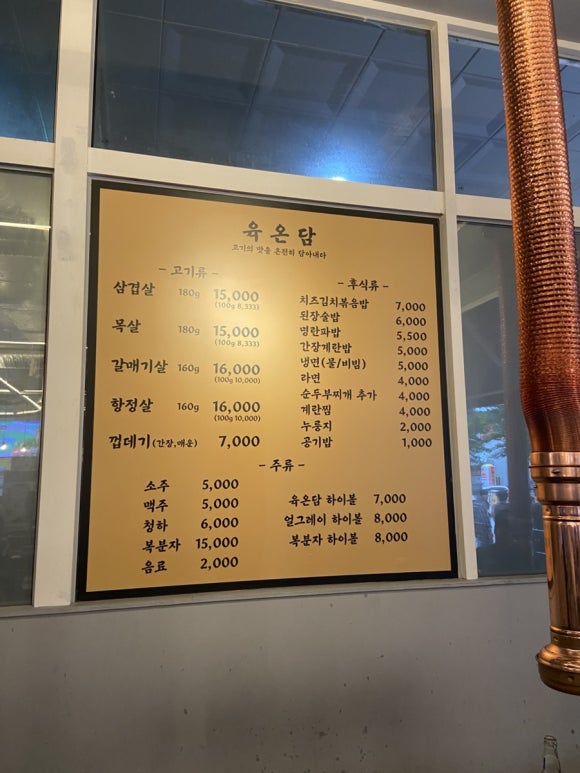 육온담
고기의 맛을 온전히 담아내다
- 고기류 -
삼겹살 180g 15,000
(100g 8,333)
목살 180g 15,000
(100g 8,333)
갈매기살 160g 16,000
(100g 10,000)
항정살 160g 16,000
(100g 10,000)
껍데기(간장,매운) 7,000
- 후식류 -
치즈김치볶음밥 7,000
된장술밥 6,000
명란파밥 5,500
간장계란밥 5,000
냉면(물/비빔) 5,000
라면 4,000
순두부찌개 추가 4,000
계란찜 4,000
누룽지 2,000
공기밥 1,000
- 주류 -
소주 5,000
맥주 5,000
청하 6,000
복분자 15,000
음료 2,000
육온담 하이볼 7,000
얼그레이 하이볼 8,000
복분자 하이볼 8,000